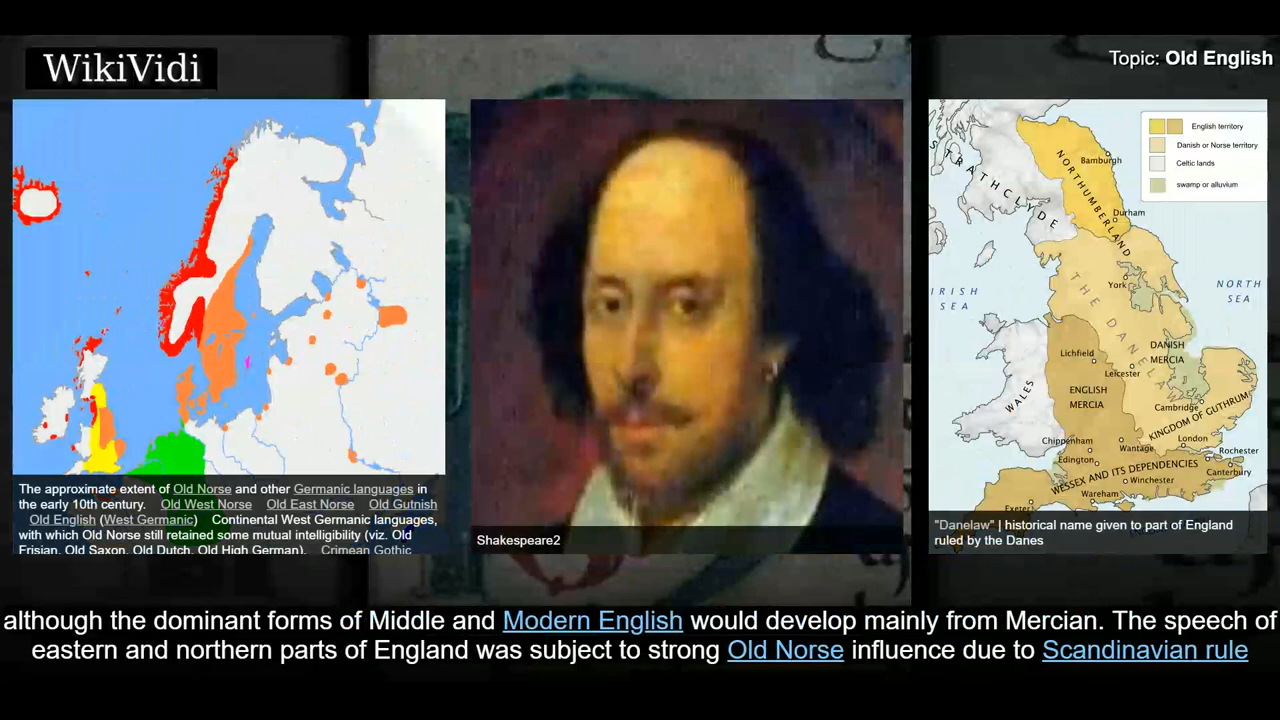 WikiVidi
Topic: Old English
The approximate extent of Old Norse and other Germanic languages in
the early 10th century. Old West Norse Old East Norse Old Gutnish
Old English (West Germanic) Continental West Germanic languages,
with which Old Norse still retained some mutual intelligibility (viz. Old
Frisian, Old Saxon, Old Dutch, Old High German). Crimean Gothic
Shakespeare2
English territory
Danish or Norse territory
Celtic lands
swamp or alluvium
STRATHCLYDE
NORTHUMBERLAND
Bamburgh
Durham
IRISH
SEA
York
NORTH
SEA
THE DANELA
DANISH
MERCIA
Lichfield
Leicester
ENGLISH
MERCIA
WALES
Cambridge
KINGDOM OF GUTHRUM
Chippenham
Wantage
London
Rochester
Edington
Canterbury
WESSEX AND ITS DEPENDENCIES
Winchester
Wareham
Exeter
"Danelaw" | historical name given to part of England
ruled by the Danes
although the dominant forms of Middle and Modern English would develop mainly from Mercian. The speech of
eastern and northern parts of England was subject to strong Old Norse influence due to Scandinavian rule